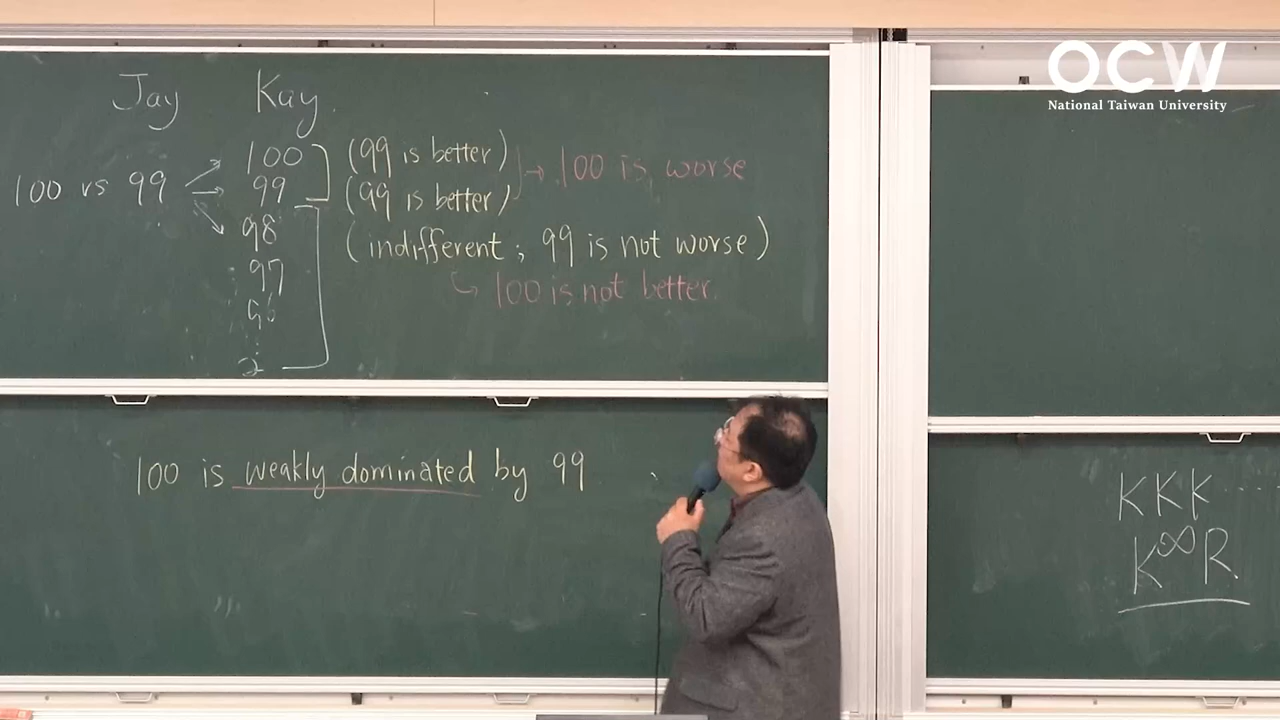 OCW
National Taiwan University
Jay Kay
100 (99 is better) → 100 is worse
100 vs 99 99 (99 is better)
98 (indifferent; 99 is not worse)
97 ↳ 100 is not better.
96
2
100 is weakly dominated by 99
KKK ....
K∞R